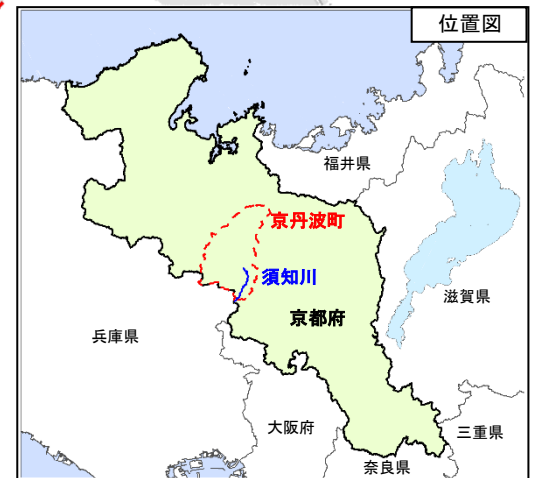 位置図
福井県
京丹波町
須知川
滋賀県
京都府
兵庫県
大阪府
三重県
奈良県